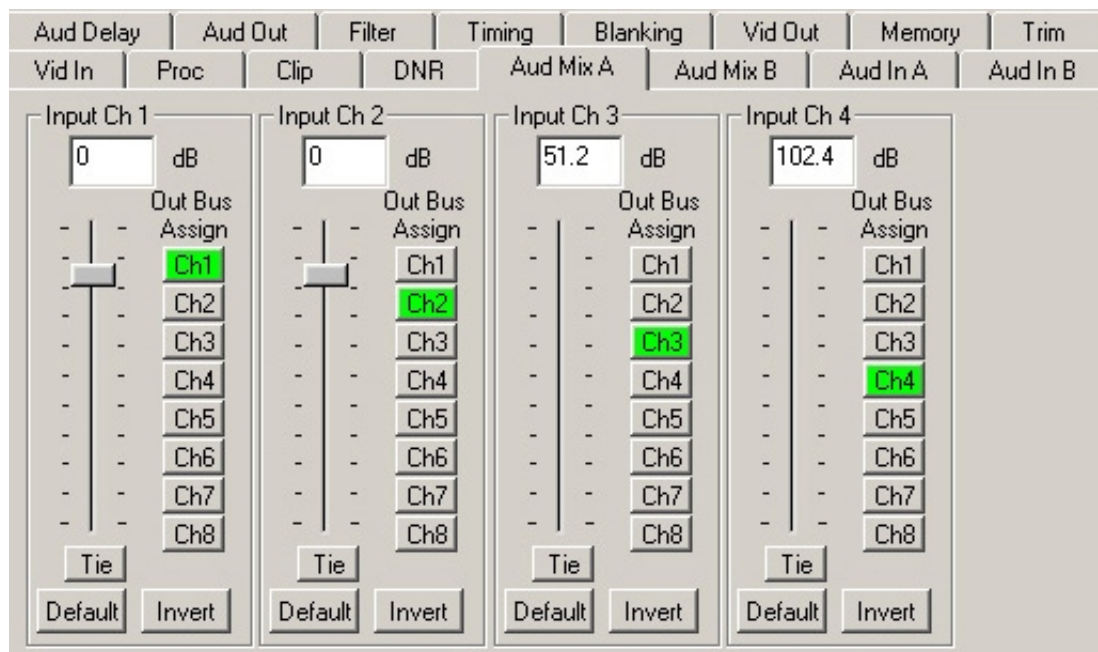 Aud Delay Aud Out Filter Timing Blanking Vid Out Memory Trim
Vid In Proc Clip DNR Aud Mix A Aud Mix B Aud In A Aud In B
Input Ch 1
0 dB
Out Bus
Assign
Ch1
Ch2
Ch3
Ch4
Ch5
Ch6
Ch7
Ch8
Tie
Default Invert
Input Ch 2
0 dB
Out Bus
Assign
Ch1
Ch2
Ch3
Ch4
Ch5
Ch6
Ch7
Ch8
Tie
Default Invert
Input Ch 3
51.2 dB
Out Bus
Assign
Ch1
Ch2
Ch3
Ch4
Ch5
Ch6
Ch7
Ch8
Tie
Default Invert
Input Ch 4
102.4 dB
Out Bus
Assign
Ch1
Ch2
Ch3
Ch4
Ch5
Ch6
Ch7
Ch8
Tie
Default Invert